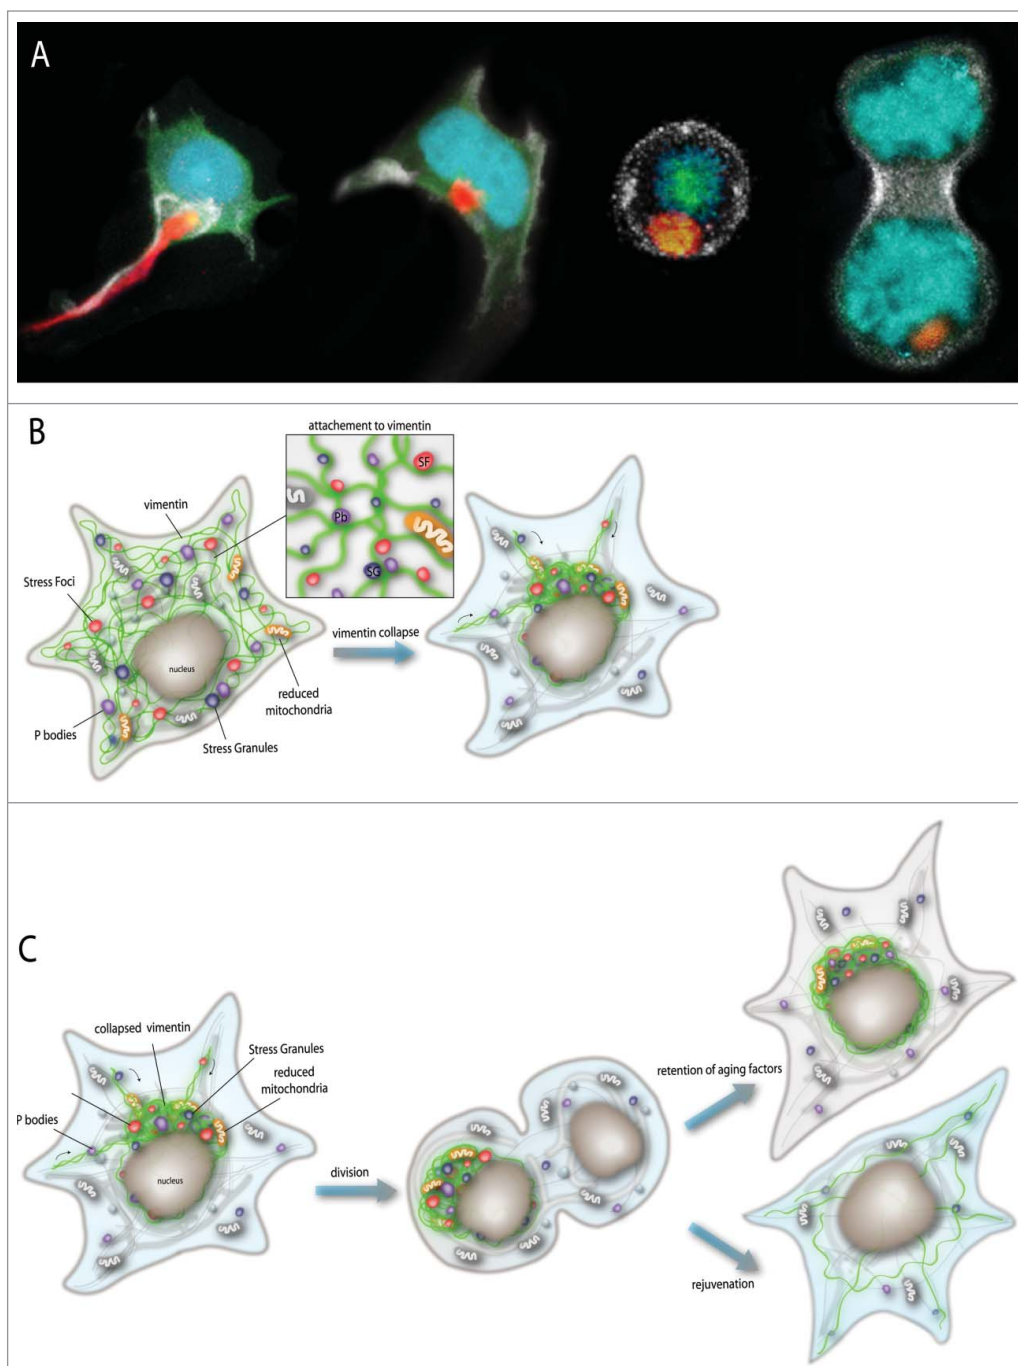 A
B
attachement to vimentin
SF
Pb
SG
vimentin
Stress Foci
nucleus
P bodies
reduced
mitochondria
Stress Granules
vimentin collapse
C
collapsed vimentin
Stress Granules
reduced
mitochondria
P bodies
nucleus
division
retention of aging factors
rejuvenation